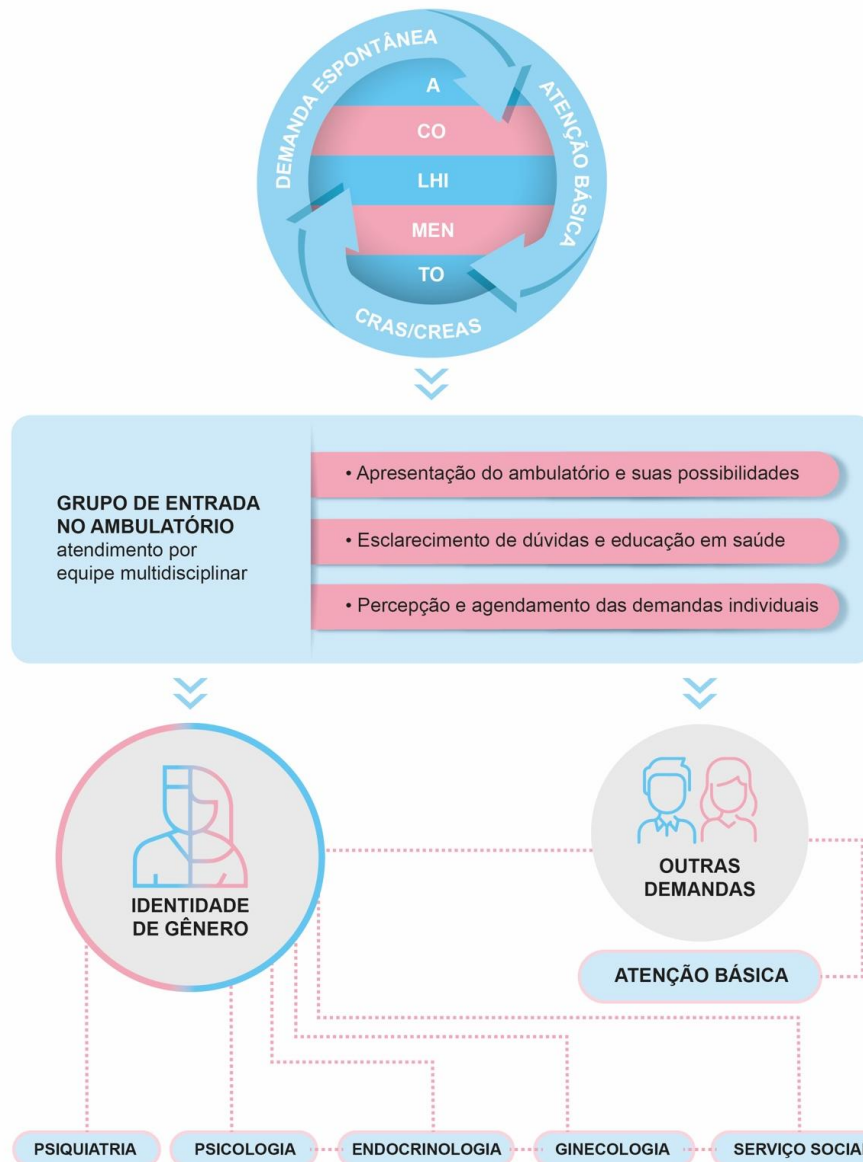 DEMANDA ESPONTÂNEA
ATENÇÃO BÁSICA
CRAS/CREAS
A
CO
LHI
MEN
TO
GRUPO DE ENTRADA
NO AMBULATÓRIO
atendimento por
equipe multidisciplinar
• Apresentação do ambulatório e suas possibilidades
• Esclarecimento de dúvidas e educação em saúde
• Percepção e agendamento das demandas individuais
IDENTIDADE
DE GÊNERO
OUTRAS
DEMANDAS
ATENÇÃO BÁSICA
PSIQUIATRIA
PSICOLOGIA
ENDOCRINOLOGIA
GINECOLOGIA
SERVIÇO SOCIAL